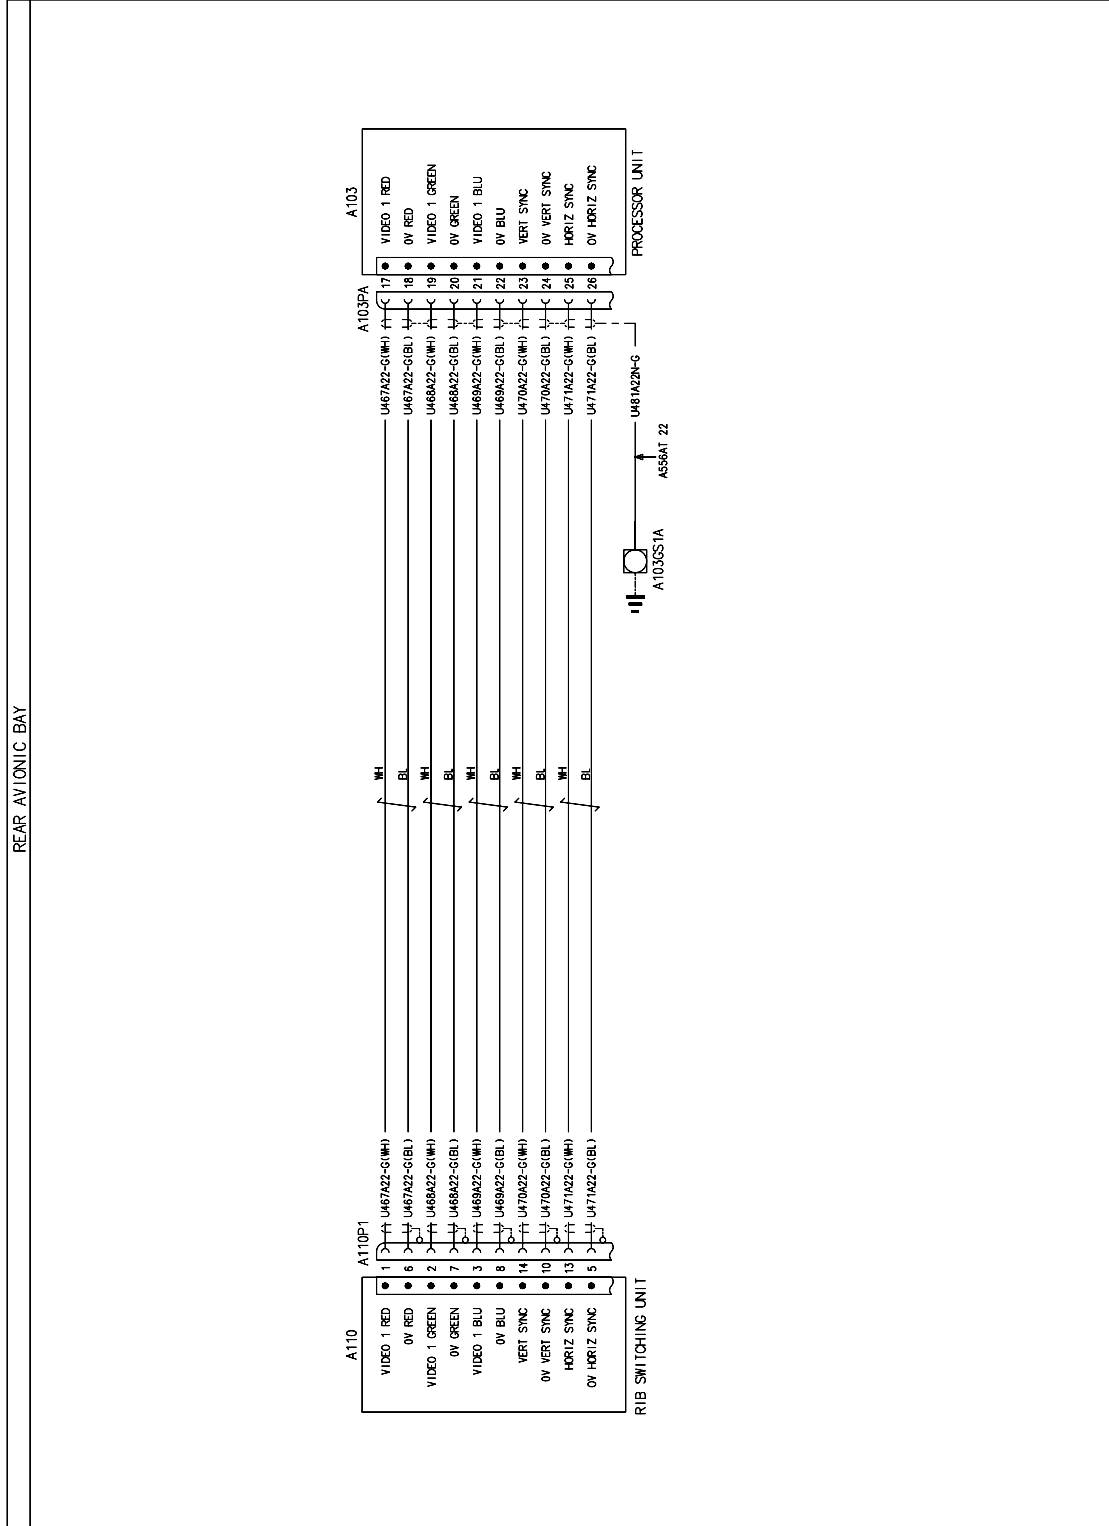 REAR AVIONIC BAY
A110
VIDEO 1 RED
0V RED
VIDEO 1 GREEN
0V GREEN
VIDEO 1 BLU
0V BLU
VERT SYNC
0V VERT SYNC
HORIZ SYNC
0V HORIZ SYNC
RIB SWITCHING UNIT
A110P1
1
6
2
7
3
8
14
10
13
5
U467A22-G(WH)
U467A22-G(BL)
U468A22-G(WH)
U468A22-G(BL)
U469A22-G(WH)
U469A22-G(BL)
U470A22-G(WH)
U470A22-G(BL)
U471A22-G(WH)
U471A22-G(BL)
WH
BL
WH
BL
WH
BL
WH
BL
WH
BL
A103GS1A
A556AT 22
U481A22N-G
U467A22-G(WH)
U467A22-G(BL)
U468A22-G(WH)
U468A22-G(BL)
U469A22-G(WH)
U469A22-G(BL)
U470A22-G(WH)
U470A22-G(BL)
U471A22-G(WH)
U471A22-G(BL)
A103PA
17
18
19
20
21
22
23
24
25
26
A103
VIDEO 1 RED
0V RED
VIDEO 1 GREEN
0V GREEN
VIDEO 1 BLU
0V BLU
VERT SYNC
0V VERT SYNC
HORIZ SYNC
0V HORIZ SYNC
PROCESSOR UNIT